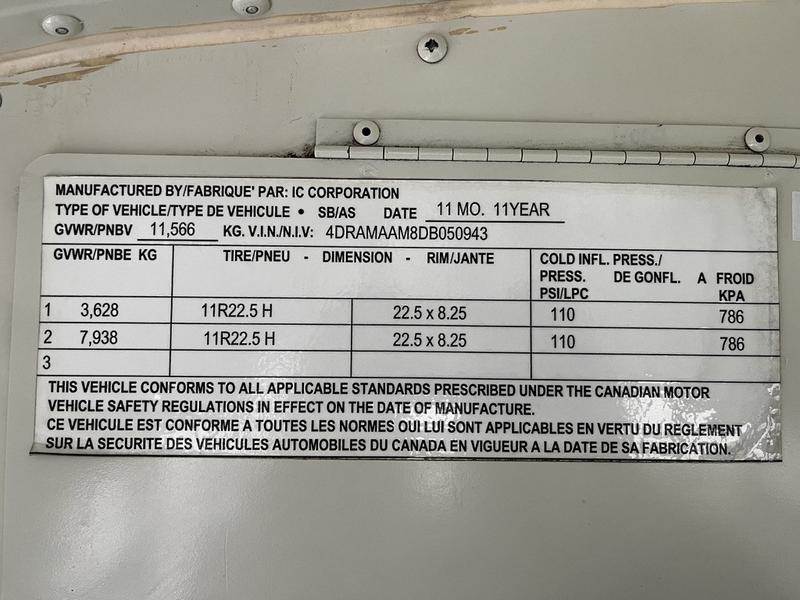 MANUFACTURED BY/FABRIQUE' PAR: IC CORPORATION
TYPE OF VEHICLE/TYPE DE VEHICULE • SB/AS DATE 11 MO. 11YEAR
GVWR/PNBV 11,566 KG. V.I.N./N.I.V: 4DRAMAAM8DB050943
GVWR/PNBE KG TIRE/PNEU - DIMENSION - RIM/JANTE COLD INFL. PRESS./
PRESS. DE GONFL. A FROID
PSI/LPC KPA
1 3,628 11R22.5 H 22.5 x 8.25 110 786
2 7,938 11R22.5 H 22.5 x 8.25 110 786
3
THIS VEHICLE CONFORMS TO ALL APPLICABLE STANDARDS PRESCRIBED UNDER THE CANADIAN MOTOR
VEHICLE SAFETY REGULATIONS IN EFFECT ON THE DATE OF MANUFACTURE.
CE VEHICULE EST CONFORME A TOUTES LES NORMES OUI LUI SONT APPLICABLES EN VERTU DU REGLEMENT
SUR LA SECURITE DES VEHICULES AUTOMOBILES DU CANADA EN VIGUEUR A LA DATE DE SA FABRICATION.